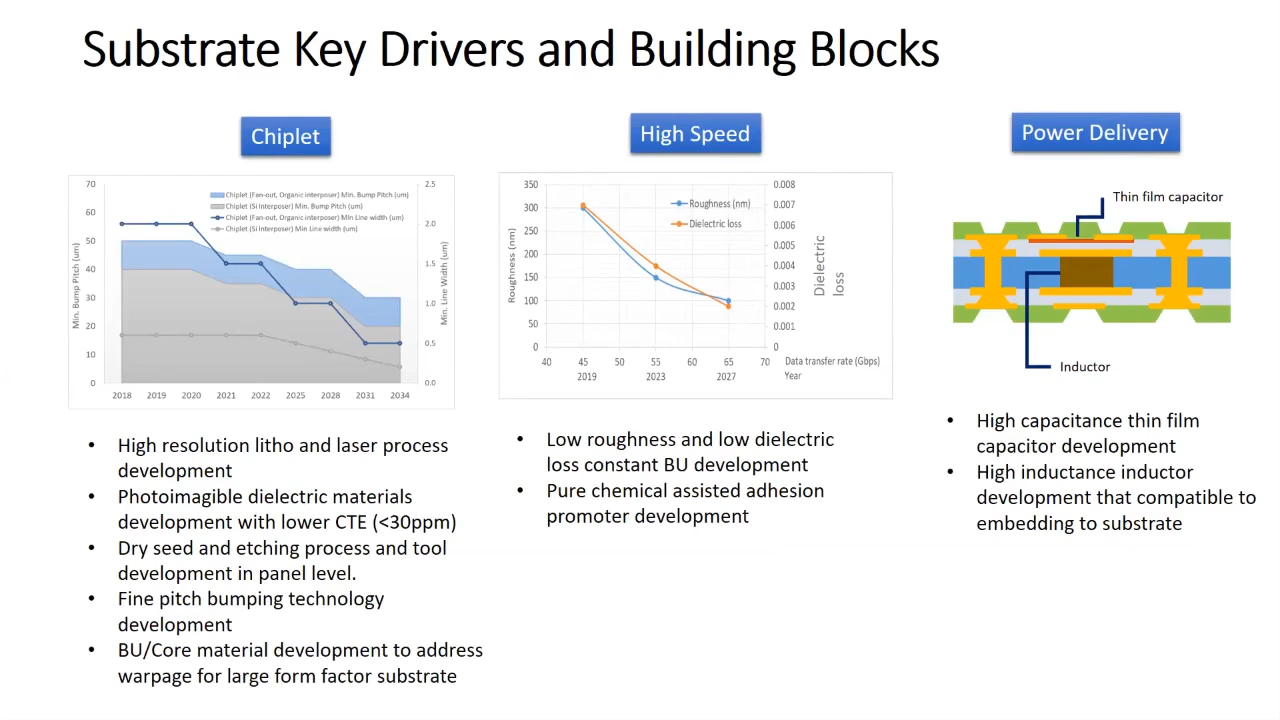 Substrate Key Drivers and Building Blocks
Chiplet
70
60
50
40
30
20
10
0
Min. Bump Pitch (um)
2.5
2.0
1.5
1.0
0.5
0.0
Min. Line Width (um)
Chiplet (Fan-out, Organic interposer) Min. Bump Pitch (um)
Chiplet (Si Interposer) Min. Bump Pitch (um)
Chiplet (Fan-out, Organic interposer) Min Line width (um)
Chiplet (Si Interposer) Min Line width (um)
2018 2019 2020 2021 2022 2025 2028 2031 2034
• High resolution litho and laser process
development
• Photoimagible dielectric materials
development with lower CTE (<30ppm)
• Dry seed and etching process and tool
development in panel level.
• Fine pitch bumping technology
development
• BU/Core material development to address
warpage for large form factor substrate
High Speed
350
300
250
200
150
100
50
0
Roughness (nm)
0.008
0.007
0.006
0.005
0.004
0.003
0.002
0.001
0
Dielectric
loss
Roughness (nm)
Dielectric loss
40 45 50 55 60 65 70 Data transfer rate (Gbps)
2019 2023 2027 Year
• Low roughness and low dielectric
loss constant BU development
• Pure chemical assisted adhesion
promoter development
Power Delivery
Thin film capacitor
Inductor
• High capacitance thin film
capacitor development
• High inductance inductor
development that compatible to
embedding to substrate